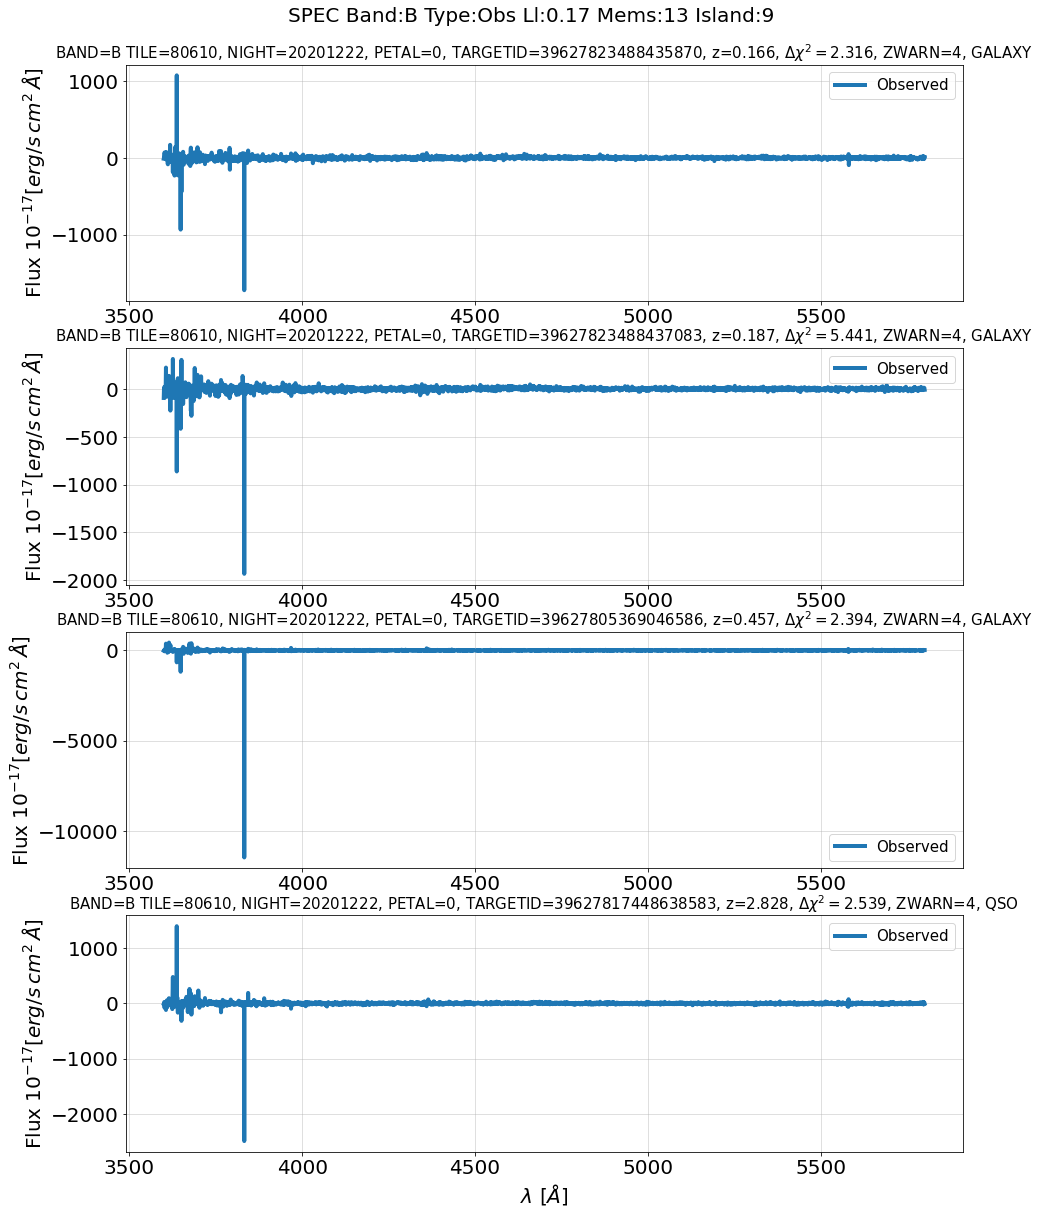 SPEC Band:B Type:Obs Ll:0.17 Mems:13 Island:9
BAND=B TILE=80610, NIGHT=20201222, PETAL=0, TARGETID=39627823488435870, z=0.166, Δχ² = 2.316, ZWARN=4, GALAXY
Flux 10⁻¹⁷[erg/s cm² Å]
1000
0
−1000
Observed
3500 4000 4500 5000 5500
BAND=B TILE=80610, NIGHT=20201222, PETAL=0, TARGETID=39627823488437083, z=0.187, Δχ² = 5.441, ZWARN=4, GALAXY
Flux 10⁻¹⁷[erg/s cm² Å]
0
−500
−1000
−1500
−2000
Observed
3500 4000 4500 5000 5500
BAND=B TILE=80610, NIGHT=20201222, PETAL=0, TARGETID=39627805369046586, z=0.457, Δχ² = 2.394, ZWARN=4, GALAXY
Flux 10⁻¹⁷[erg/s cm² Å]
0
−5000
−10000
Observed
3500 4000 4500 5000 5500
BAND=B TILE=80610, NIGHT=20201222, PETAL=0, TARGETID=39627817448638583, z=2.828, Δχ² = 2.539, ZWARN=4, QSO
Flux 10⁻¹⁷[erg/s cm² Å]
1000
0
−1000
−2000
Observed
3500 4000 4500 5000 5500
λ [Å]